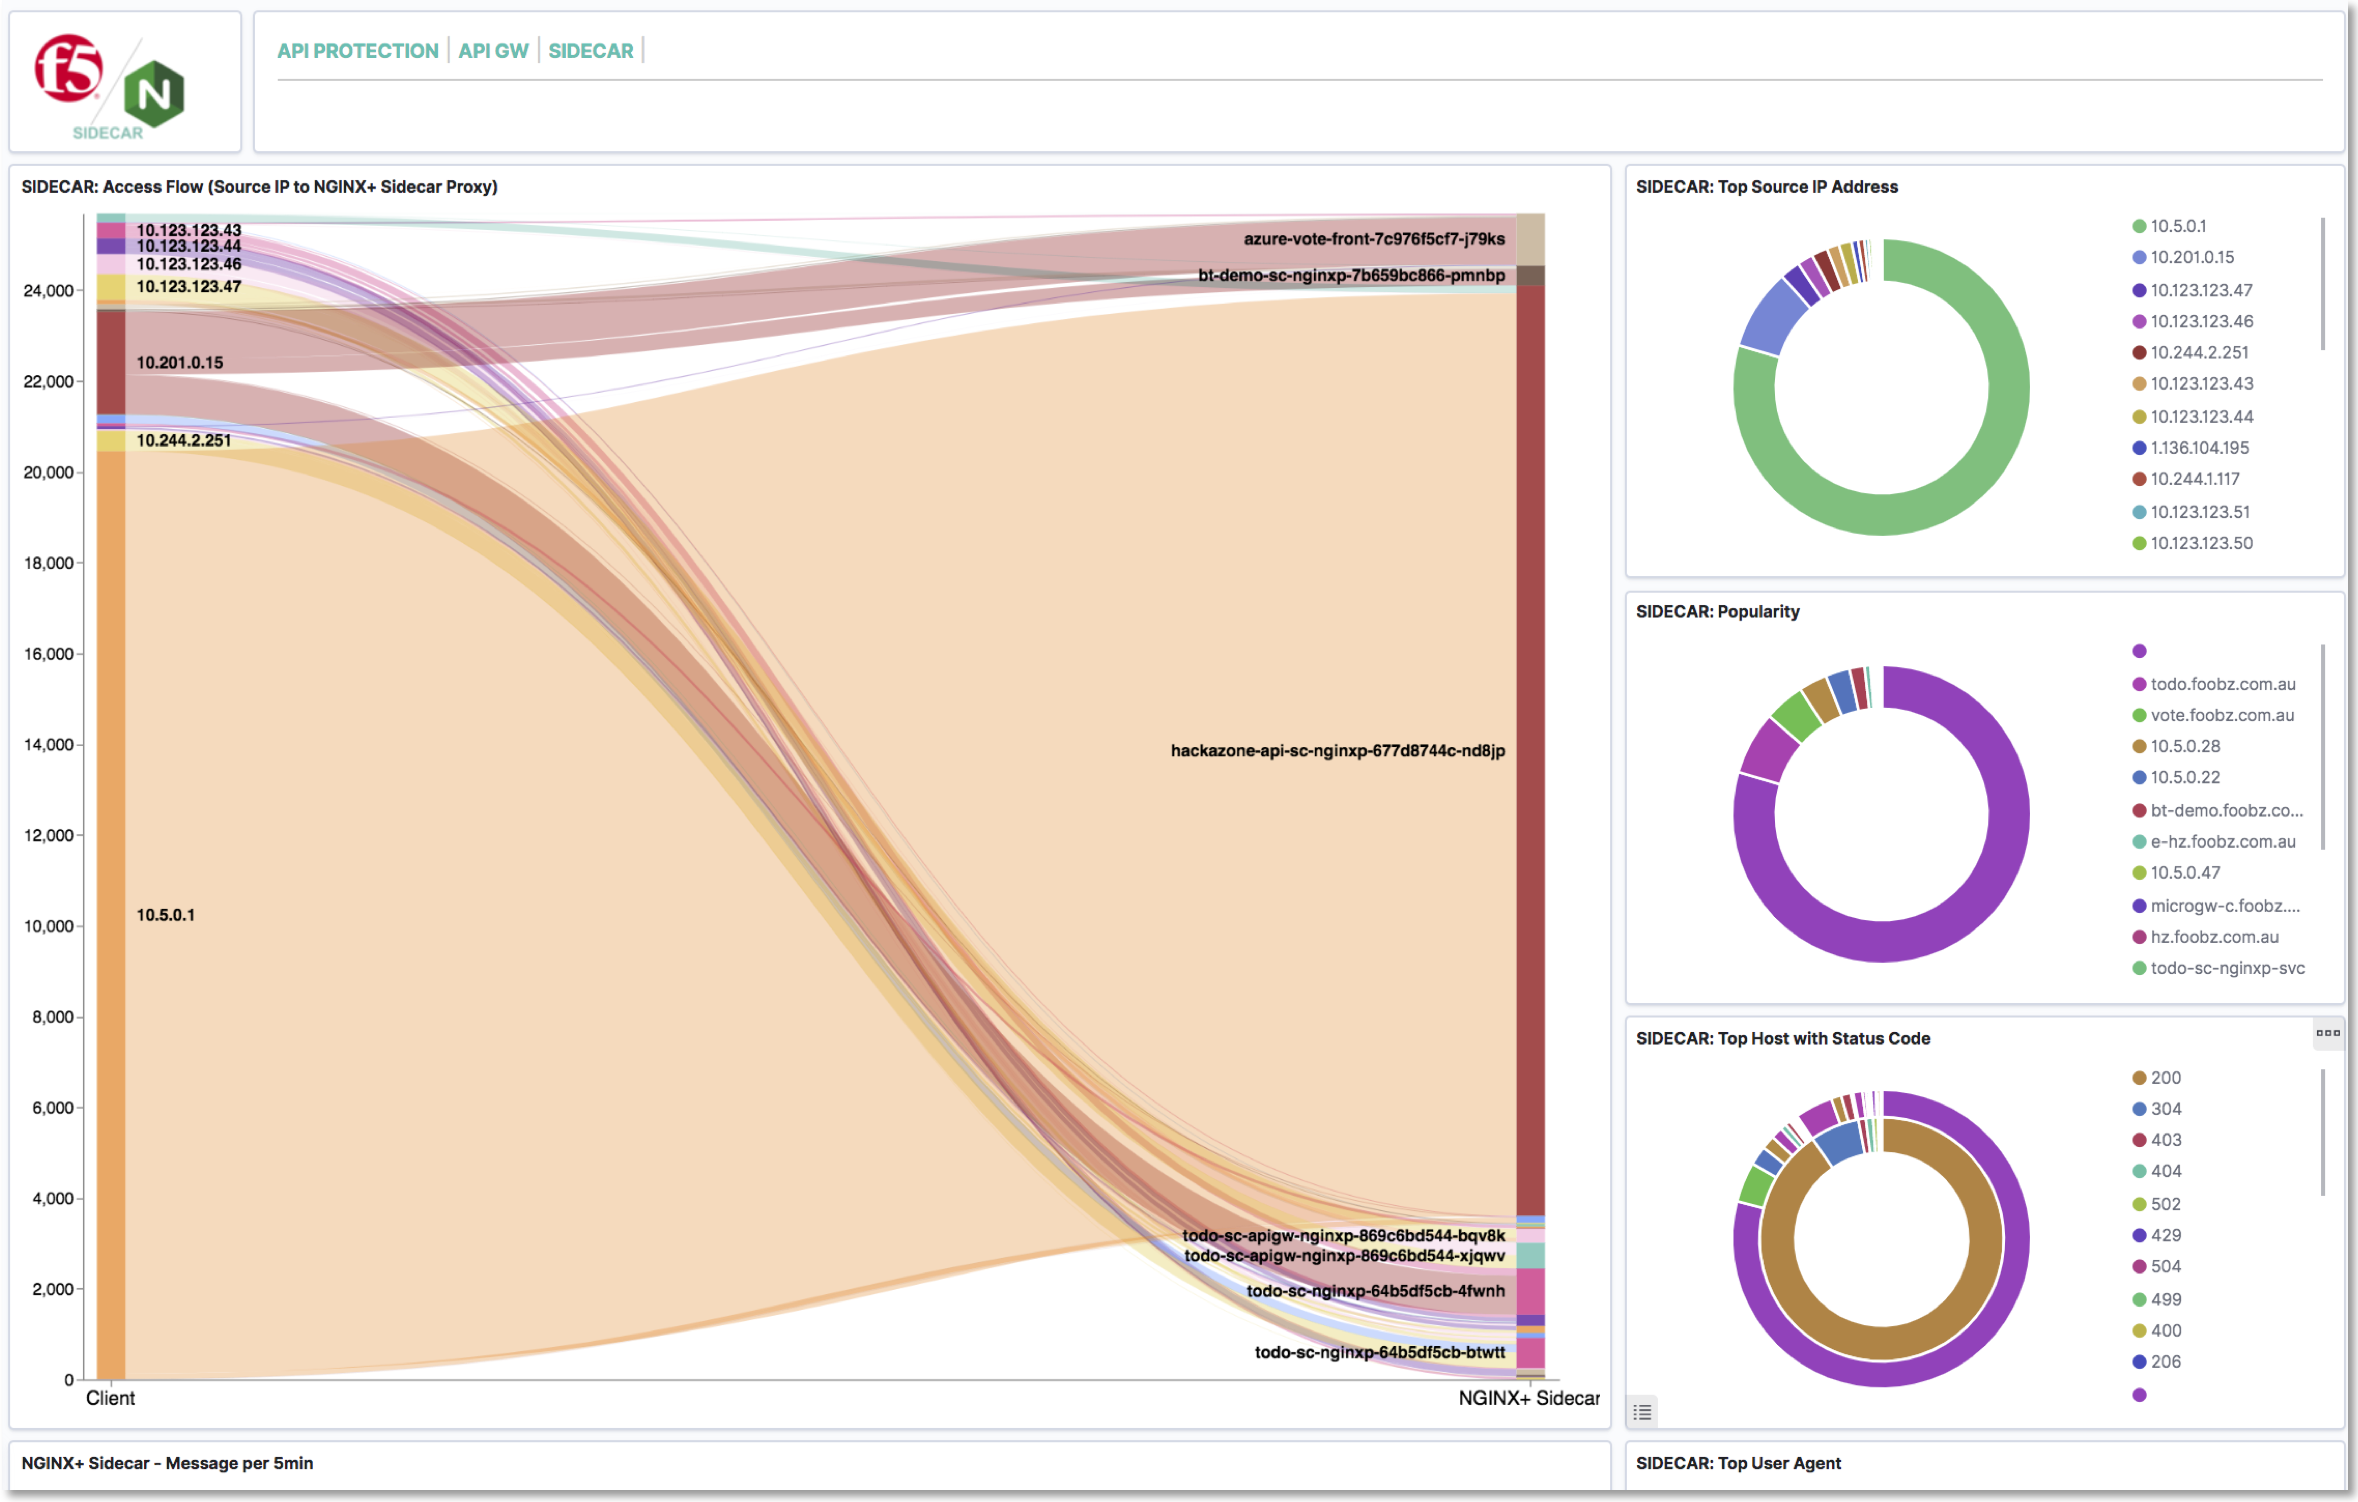 f5
N
SIDECAR
API PROTECTION | API GW | SIDECAR |
SIDECAR: Access Flow (Source IP to NGINX+ Sidecar Proxy)
24,000
22,000
20,000
18,000
16,000
14,000
12,000
10,000
8,000
6,000
4,000
2,000
0
10.123.123.43
10.123.123.44
10.123.123.46
10.123.123.47
10.201.0.15
10.244.2.251
10.5.0.1
azure-vote-front-7c976f5cf7-j79ks
bt-demo-sc-nginxp-7b659bc866-pmnbp
hackazone-api-sc-nginxp-677d8744c-nd8jp
todo-sc-apigw-nginxp-869c6bd544-bqv8k
todo-sc-apigw-nginxp-869c6bd544-xjqwv
todo-sc-nginxp-64b5df5cb-4fwnh
todo-sc-nginxp-64b5df5cb-btwtt
Client
NGINX+ Sidecar
SIDECAR: Top Source IP Address
10.5.0.1
10.201.0.15
10.123.123.47
10.123.123.46
10.244.2.251
10.123.123.43
10.123.123.44
1.136.104.195
10.244.1.117
10.123.123.51
10.123.123.50
SIDECAR: Popularity
todo.foobz.com.au
vote.foobz.com.au
10.5.0.28
10.5.0.22
bt-demo.foobz.co...
e-hz.foobz.com.au
10.5.0.47
microgw-c.foobz....
hz.foobz.com.au
todo-sc-nginxp-svc
SIDECAR: Top Host with Status Code
200
304
403
404
502
429
504
499
400
206
NGINX+ Sidecar - Message per 5min
SIDECAR: Top User Agent